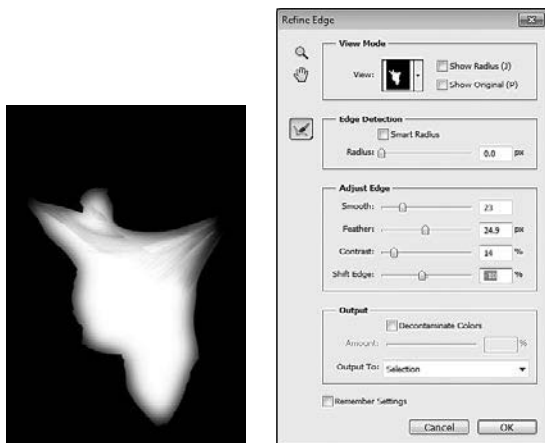 Refine Edge
View Mode
View:
Show Radius (J)
Show Original (P)
Edge Detection
Smart Radius
Radius: 0.0 px
Adjust Edge
Smooth: 23
Feather: 24.9 px
Contrast: 14 %
Shift Edge: -10 %
Output
Decontaminate Colors
Amount: %
Output To: Selection
Remember Settings
Cancel OK